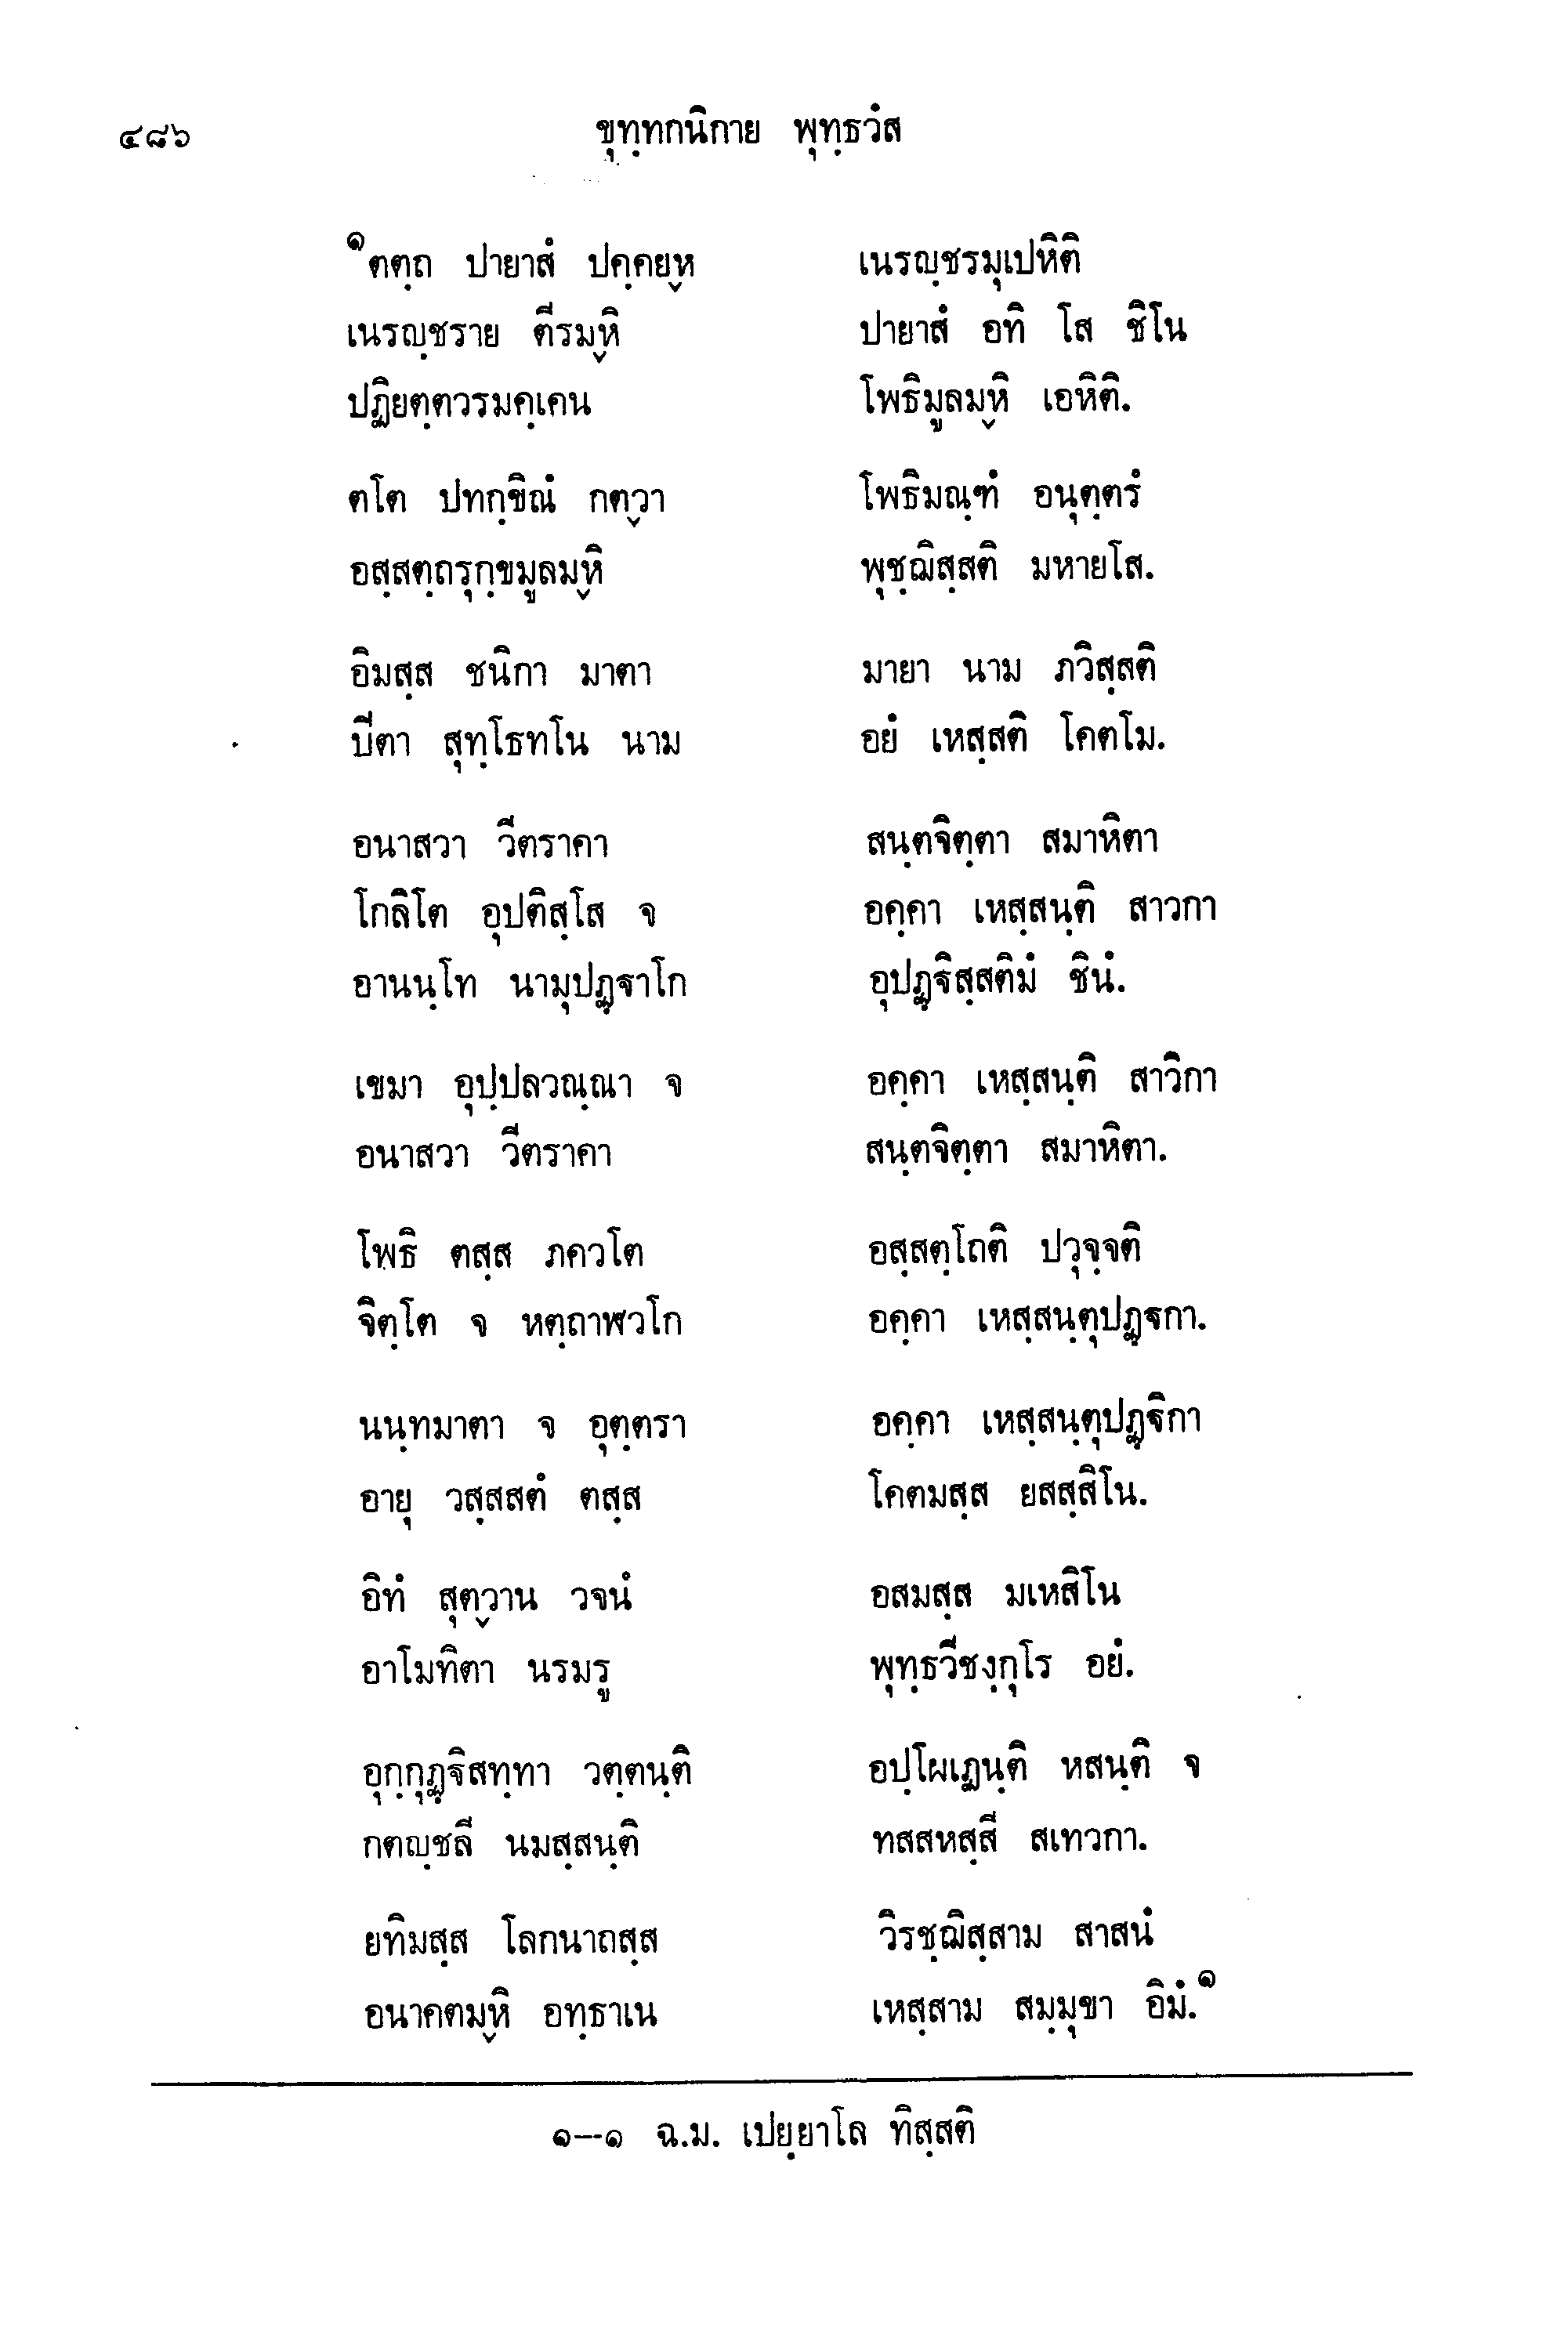 ๔๘๖ ขุทฺทกนิกาย พุทฺธวํส
๑ตตฺถ ปายาสํ ปคฺคยฺห เนรญฺชรมุเปหิติ
เนรญฺชราย ตีรมฺหิ ปายาสํ อทิ โส ชิโน
ปฏิยตฺตวรมคฺเคน โพธิมูลมฺหิ เอหิติ.
ตโต ปทกฺขิณํ กตฺวา โพธิมณฺฑํ อนุตฺตรํ
อสฺสตฺถรุกฺขมูลมฺหิ พุชฺฌิสฺสติ มหายโส.
อิมสฺส ชนิกา มาตา มายา นาม ภวิสฺสติ
ปีตา สุทฺโธทโน นาม อยํ เหสฺสติ โคตโม.
อนาสวา วีตราคา สนฺตจิตฺตา สมาหิตา
โกลิโต อุปติสฺโส จ อคฺคา เหสฺสนฺติ สาวกา
อานนฺโท นามุปฏฺฐาโก อุปฏฺฐิสฺสติมํ ชินํ.
เขมา อุปฺปลวณฺณา จ อคฺคา เหสฺสนฺติ สาวิกา
อนาสวา วีตราคา สนฺตจิตฺตา สมาหิตา.
โพธิ ตสฺส ภควโต อสฺสตฺโถติ ปวุจฺจติ
จิตฺโต จ หตฺถาฬวโก อคฺคา เหสฺสนฺตุปฏฺฐกา.
นนฺทมาตา จ อุตฺตรา อคฺคา เหสฺสนฺตุปฏฺฐิกา
อายุ วสฺสสตํ ตสฺส โคตมสฺส ยสสฺสิโน.
อิทํ สุตฺวาน วจนํ อสมสฺส มเหสิโน
อาโมทิตา นรมรู พุทฺธวีชงฺกุโร อยํ.
อุกฺกุฏฺฐิสทฺทา วตฺตนฺติ อปฺโผเฏนฺติ หสนฺติ จ
กตญฺชลี นมสฺสนฺติ ทสสหสฺสี สเทวกา.
ยทิมสฺส โลกนาถสฺส วิรชฺฌิสฺสาม สาสนํ
อนาคตมฺหิ อทฺธาเน เหสฺสาม สมฺมุขา อิมํ.๑
๑--๑ ฉ.ม. เปยฺยาโล ทิสฺสติ